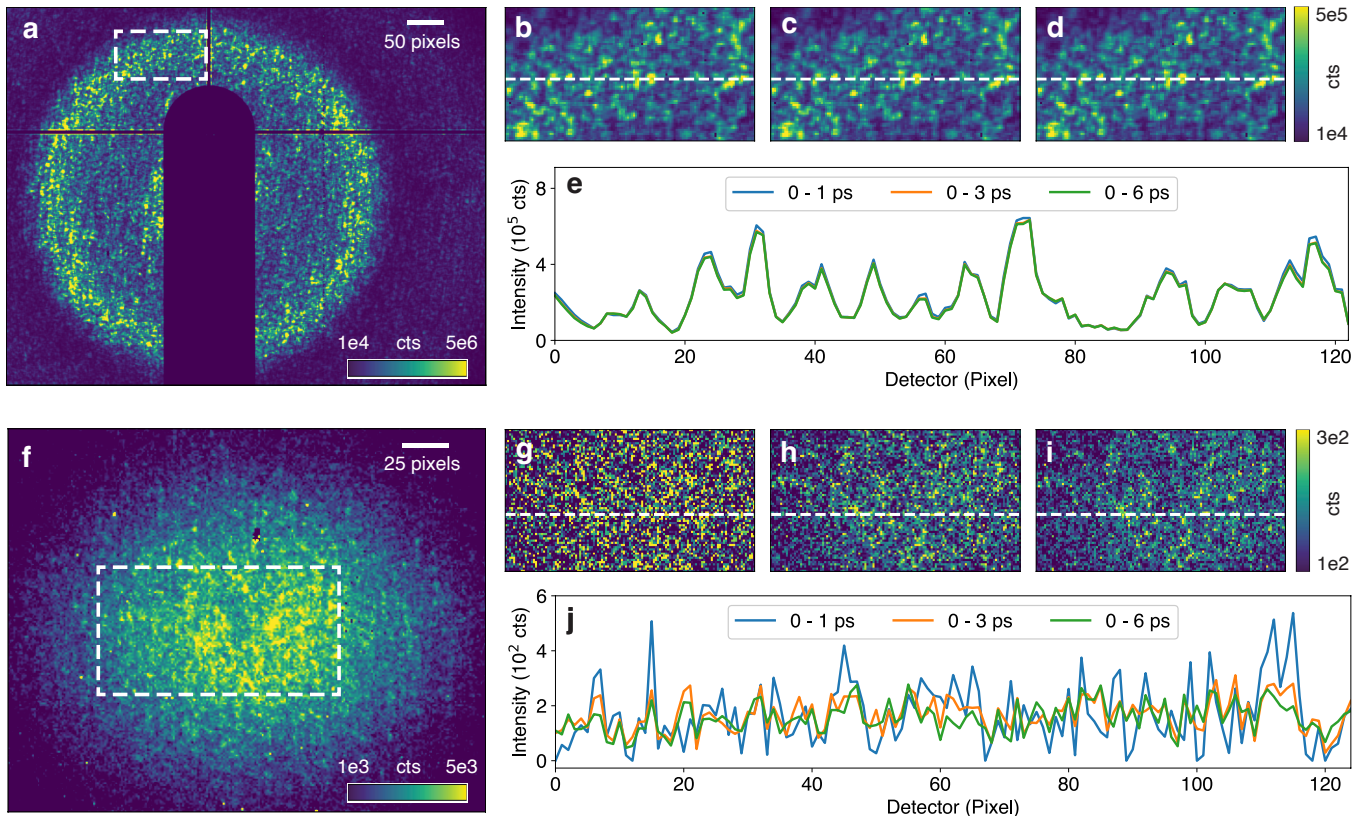 a
50 pixels
1e4 cts 5e6
b
c
d
5e5
cts
1e4
e
0 - 1 ps 0 - 3 ps 0 - 6 ps
8
4
0
Intensity (10⁵ cts)
0 20 40 60 80 100 120
Detector (Pixel)
f
25 pixels
1e3 cts 5e3
g
h
i
3e2
cts
1e2
j
0 - 1 ps 0 - 3 ps 0 - 6 ps
6
4
2
0
Intensity (10² cts)
0 20 40 60 80 100 120
Detector (Pixel)